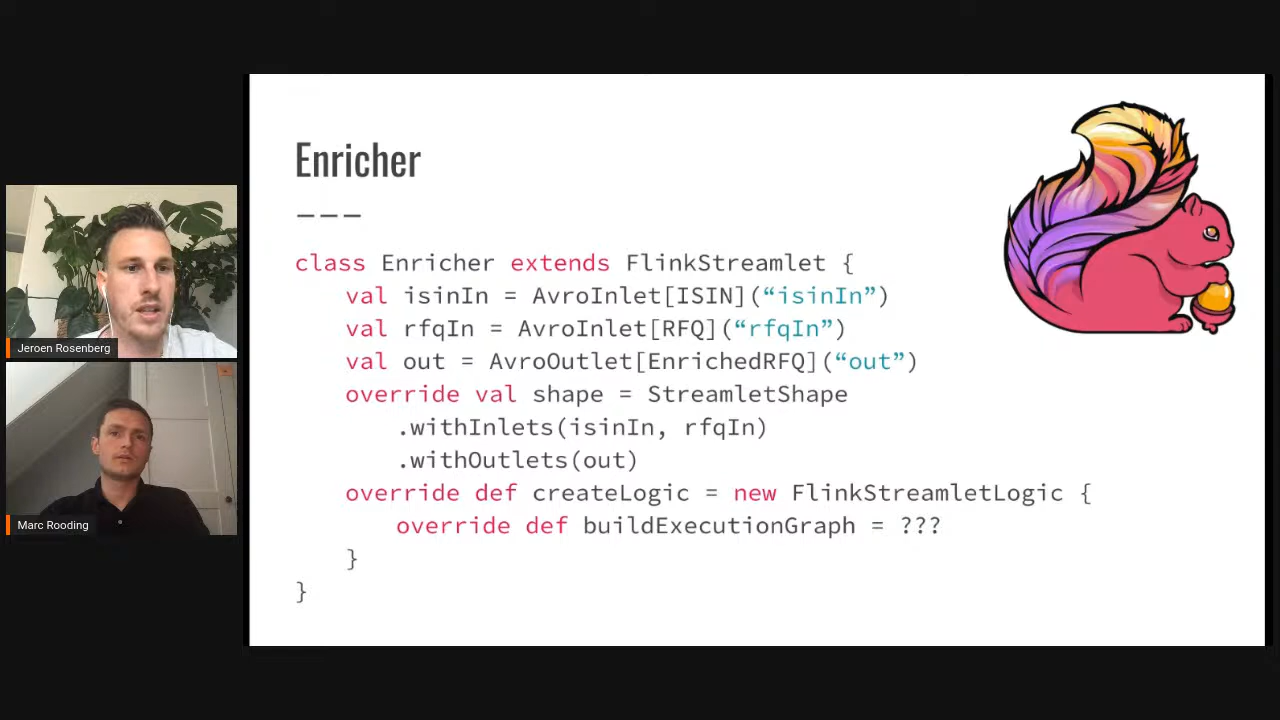 Enricher
———
class Enricher extends FlinkStreamlet {
val isinIn = AvroInlet[ISIN](“isinIn”)
val rfqIn = AvroInlet[RFQ](“rfqIn”)
val out = AvroOutlet[EnrichedRFQ](“out”)
override val shape = StreamletShape
.withInlets(isinIn, rfqIn)
.withOutlets(out)
override def createLogic = new FlinkStreamletLogic {
override def buildExecutionGraph = ???
}
}
Jeroen Rosenberg
Marc Rooding